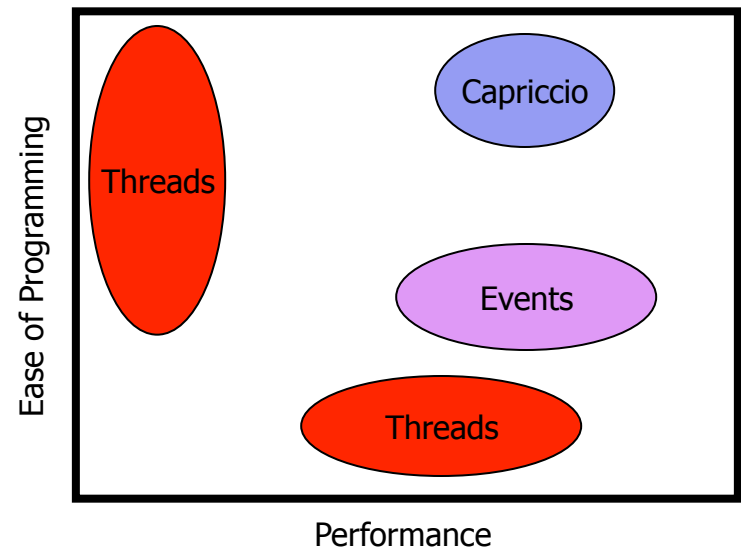 Capriccio
Threads
Ease of Programming
Events
Threads
Performance